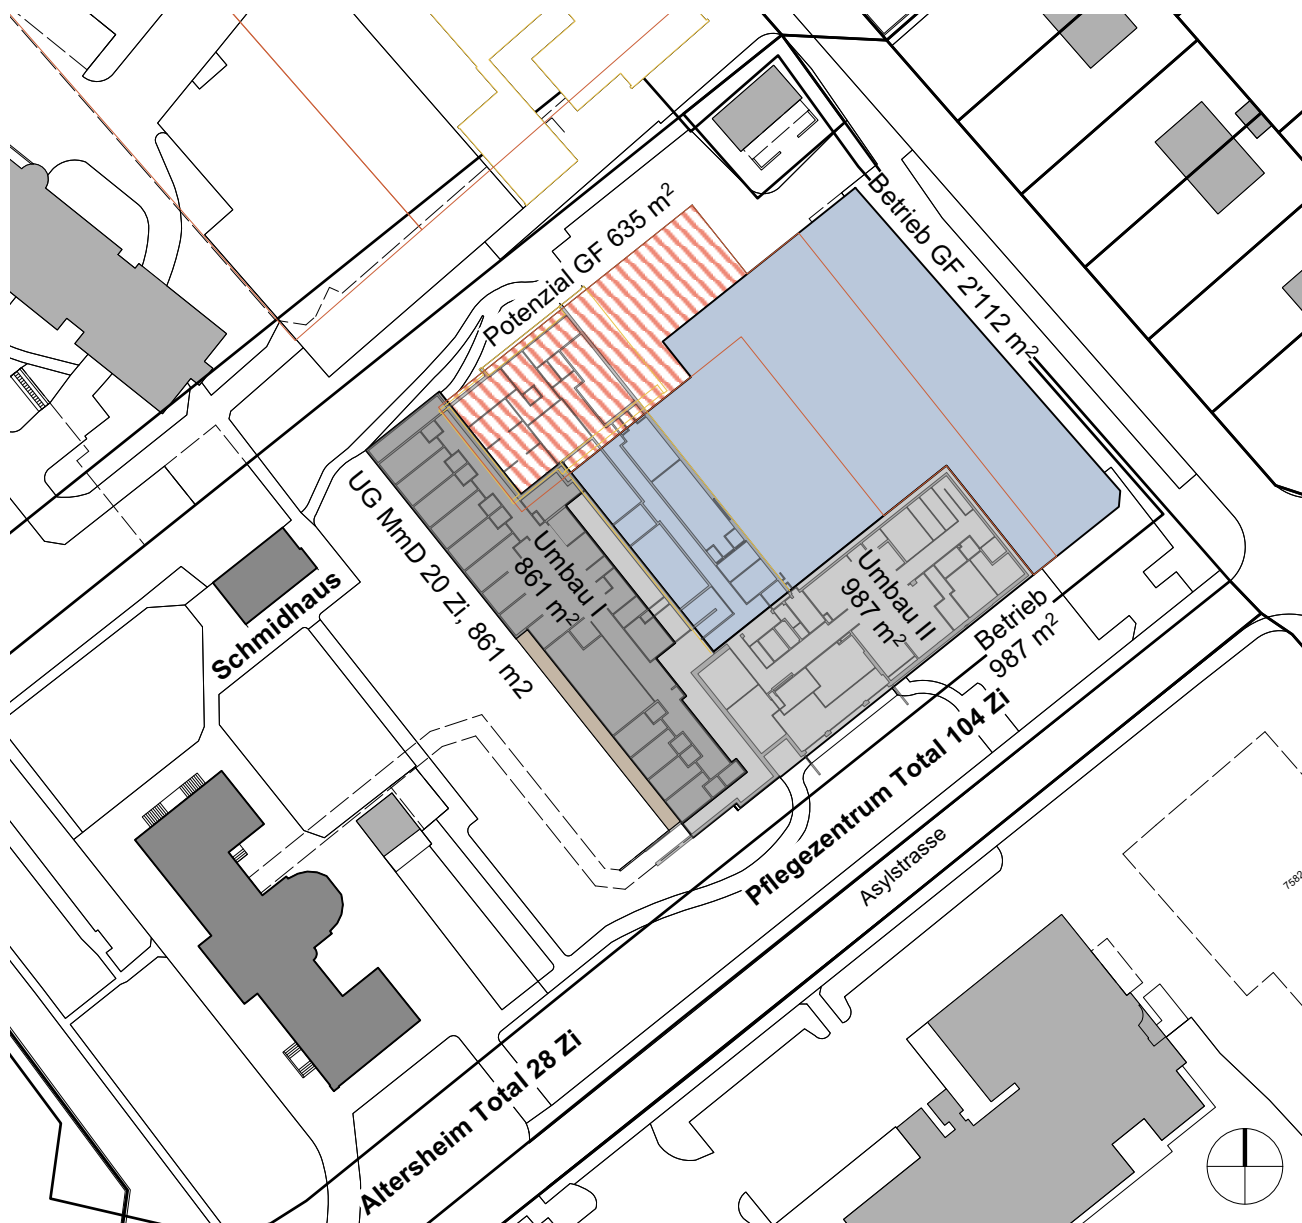 Potenzial GF 635 m²
Betrieb GF 2'112 m²
UG MmD 20 Zi, 861 m2
Umbau I
861 m²
Umbau II
987 m²
Betrieb
987 m²
Schmidhaus
Pflegezentrum Total 104 Zi
Asylstrasse
7582
Altersheim Total 28 Zi